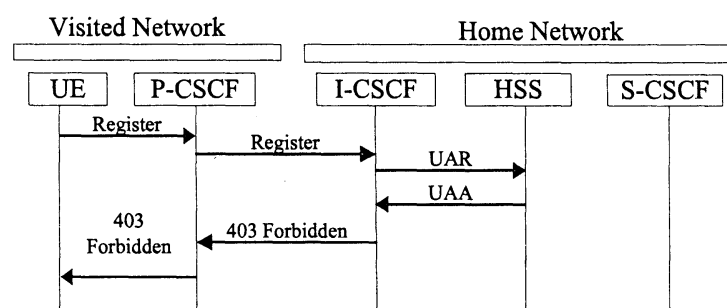 Visited Network
Home Network
UE
P-CSCF
I-CSCF
HSS
S-CSCF
Register
Register
UAR
UAA
403
Forbidden
403 Forbidden